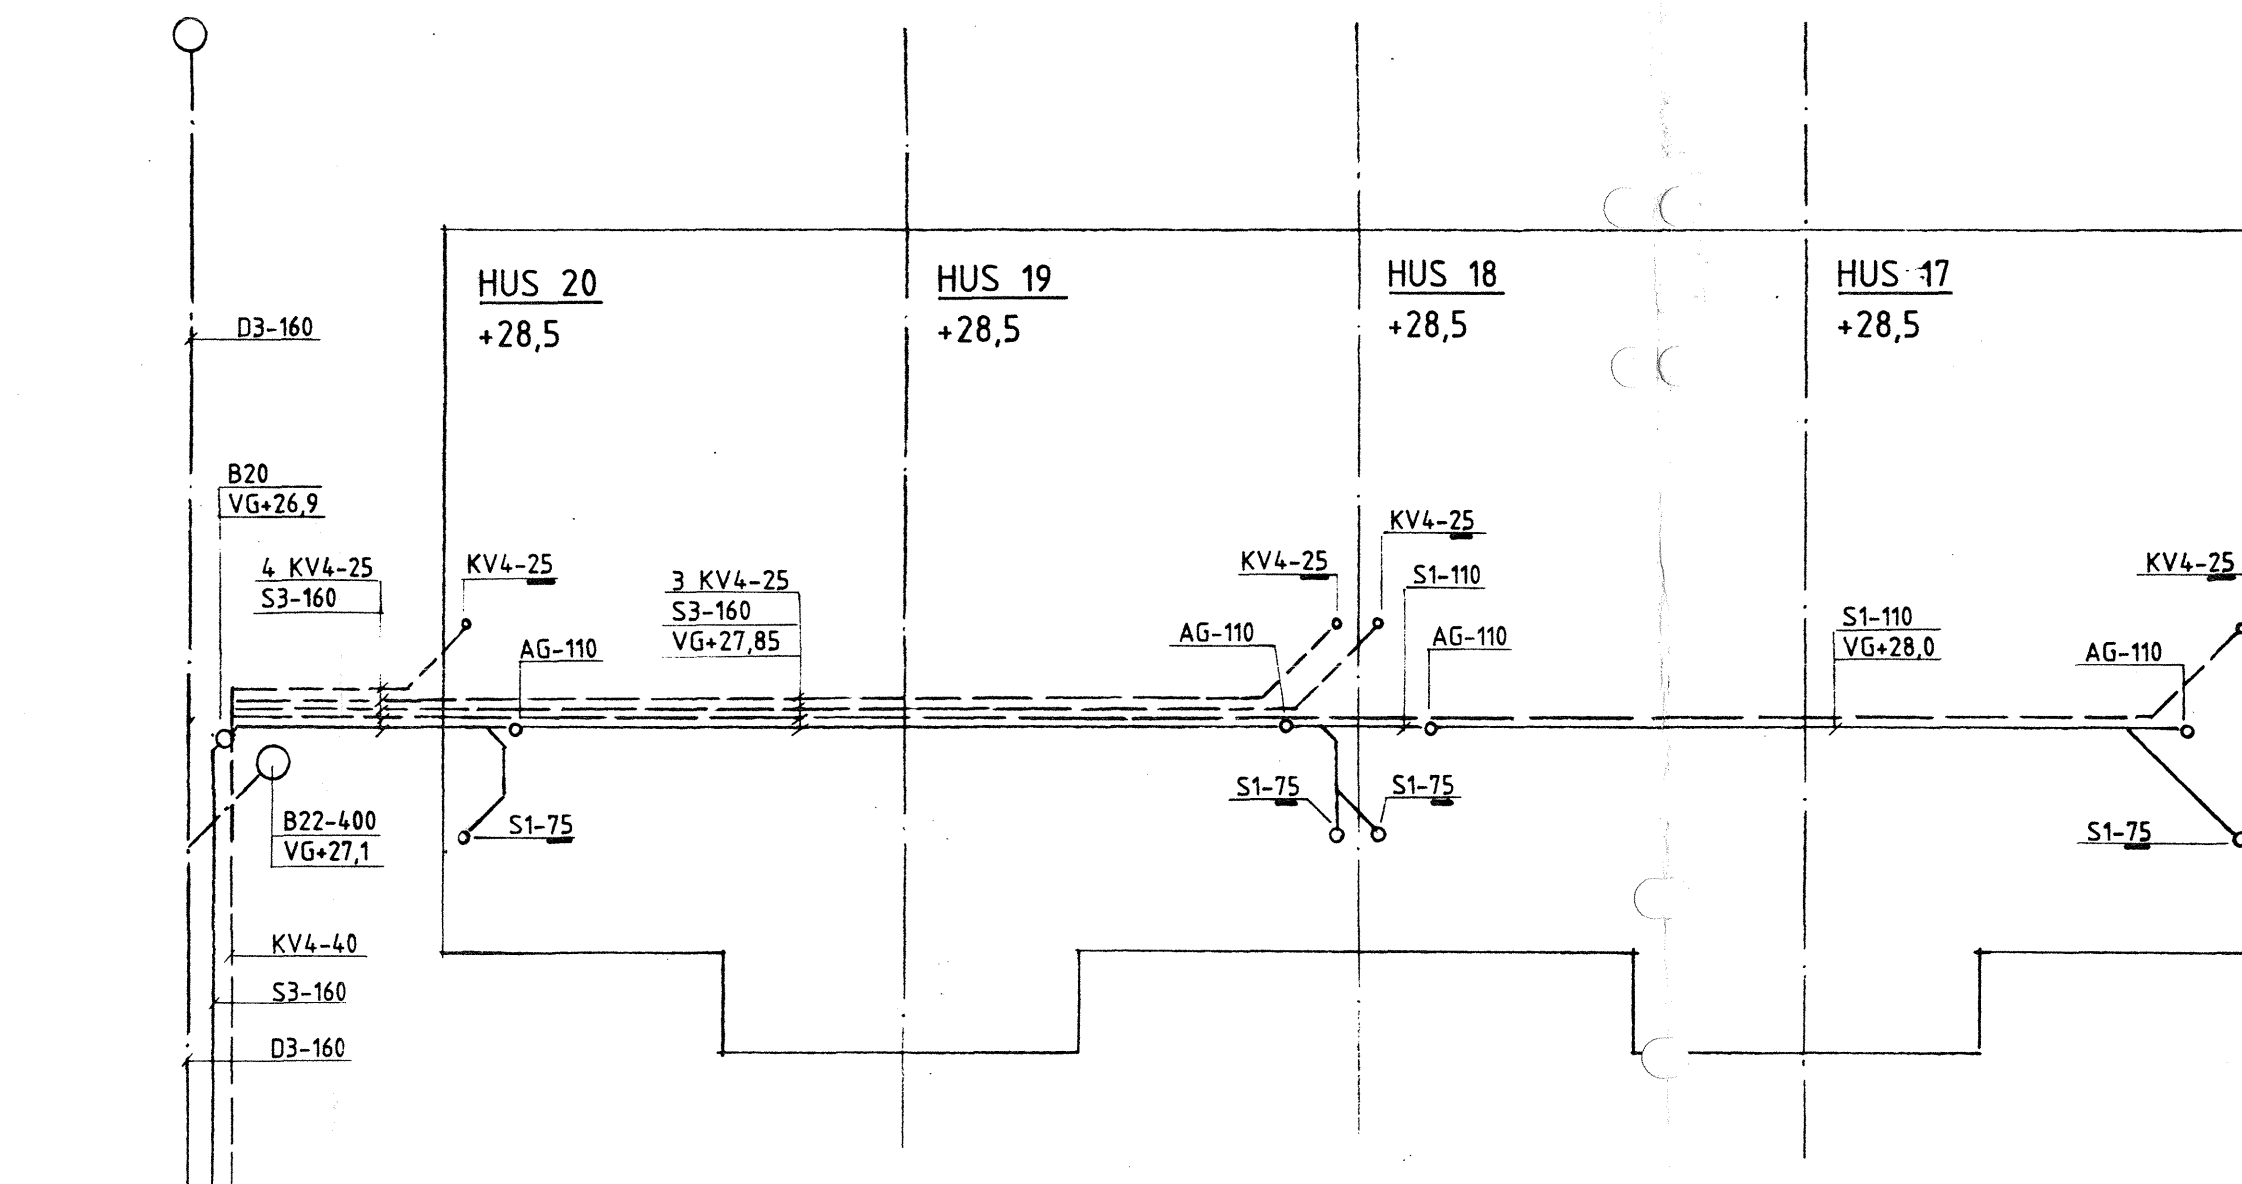 HUS 20
+28,5
HUS 19
+28,5
HUS 18
+28,5
HUS 17
+28,5
D3-160
B20
VG+26,9
4 KV4-25
S3-160
KV4-25
AG-110
3 KV4-25
S3-160
VG+27,85
KV4-25
AG-110
KV4-25
S1-110
AG-110
S1-110
VG+28,0
KV4-25
AG-110
B22-400
VG+27,1
S1-75
S1-75
S1-75
S1-75
KV4-40
S3-160
D3-160